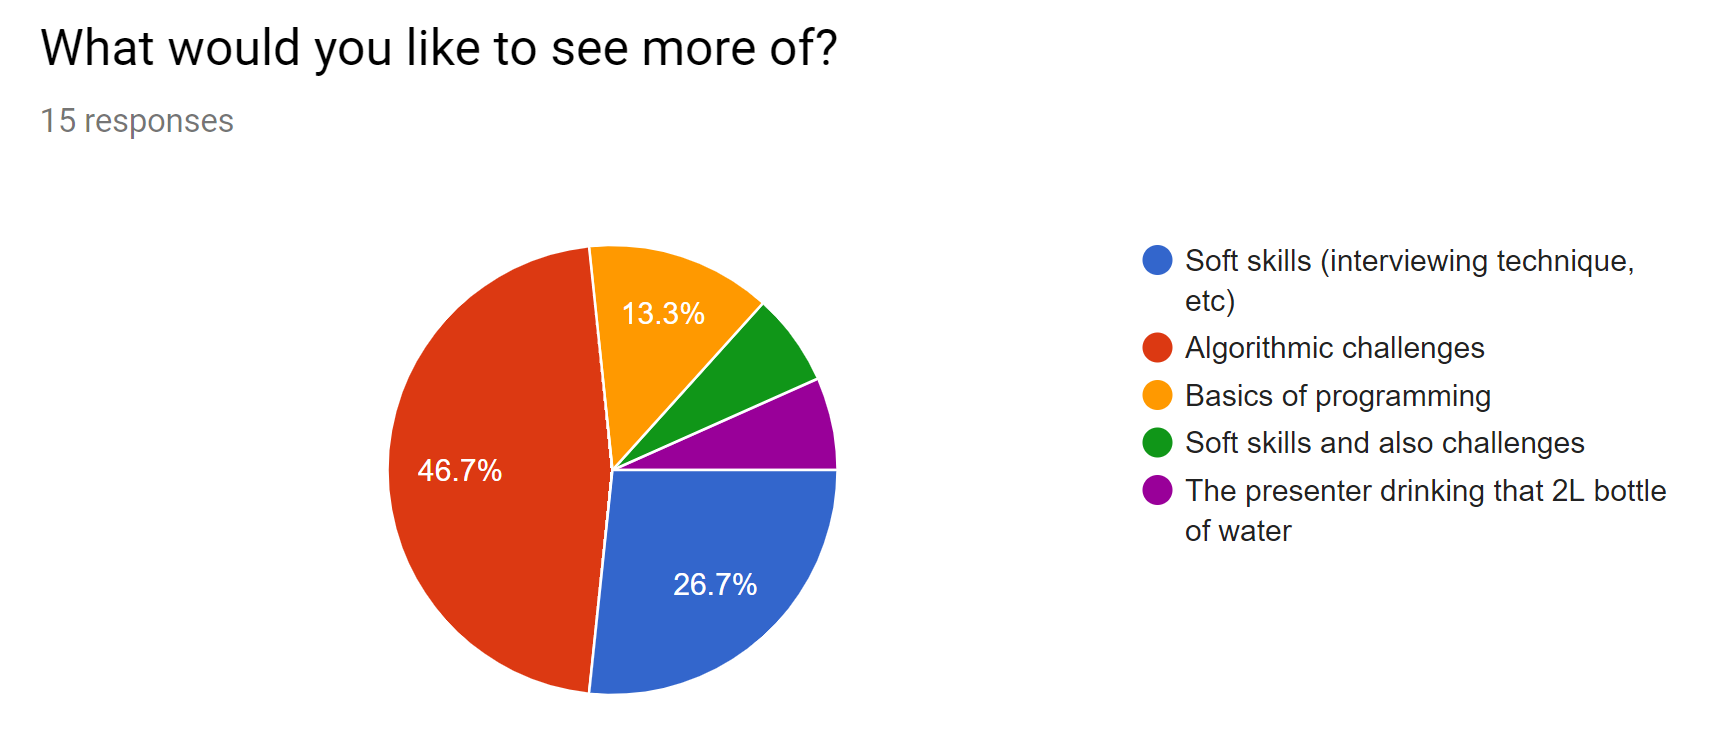 What would you like to see more of?
15 responses
13.3%
46.7%
26.7%
Soft skills (interviewing technique,
etc)
Algorithmic challenges
Basics of programming
Soft skills and also challenges
The presenter drinking that 2L bottle
of water